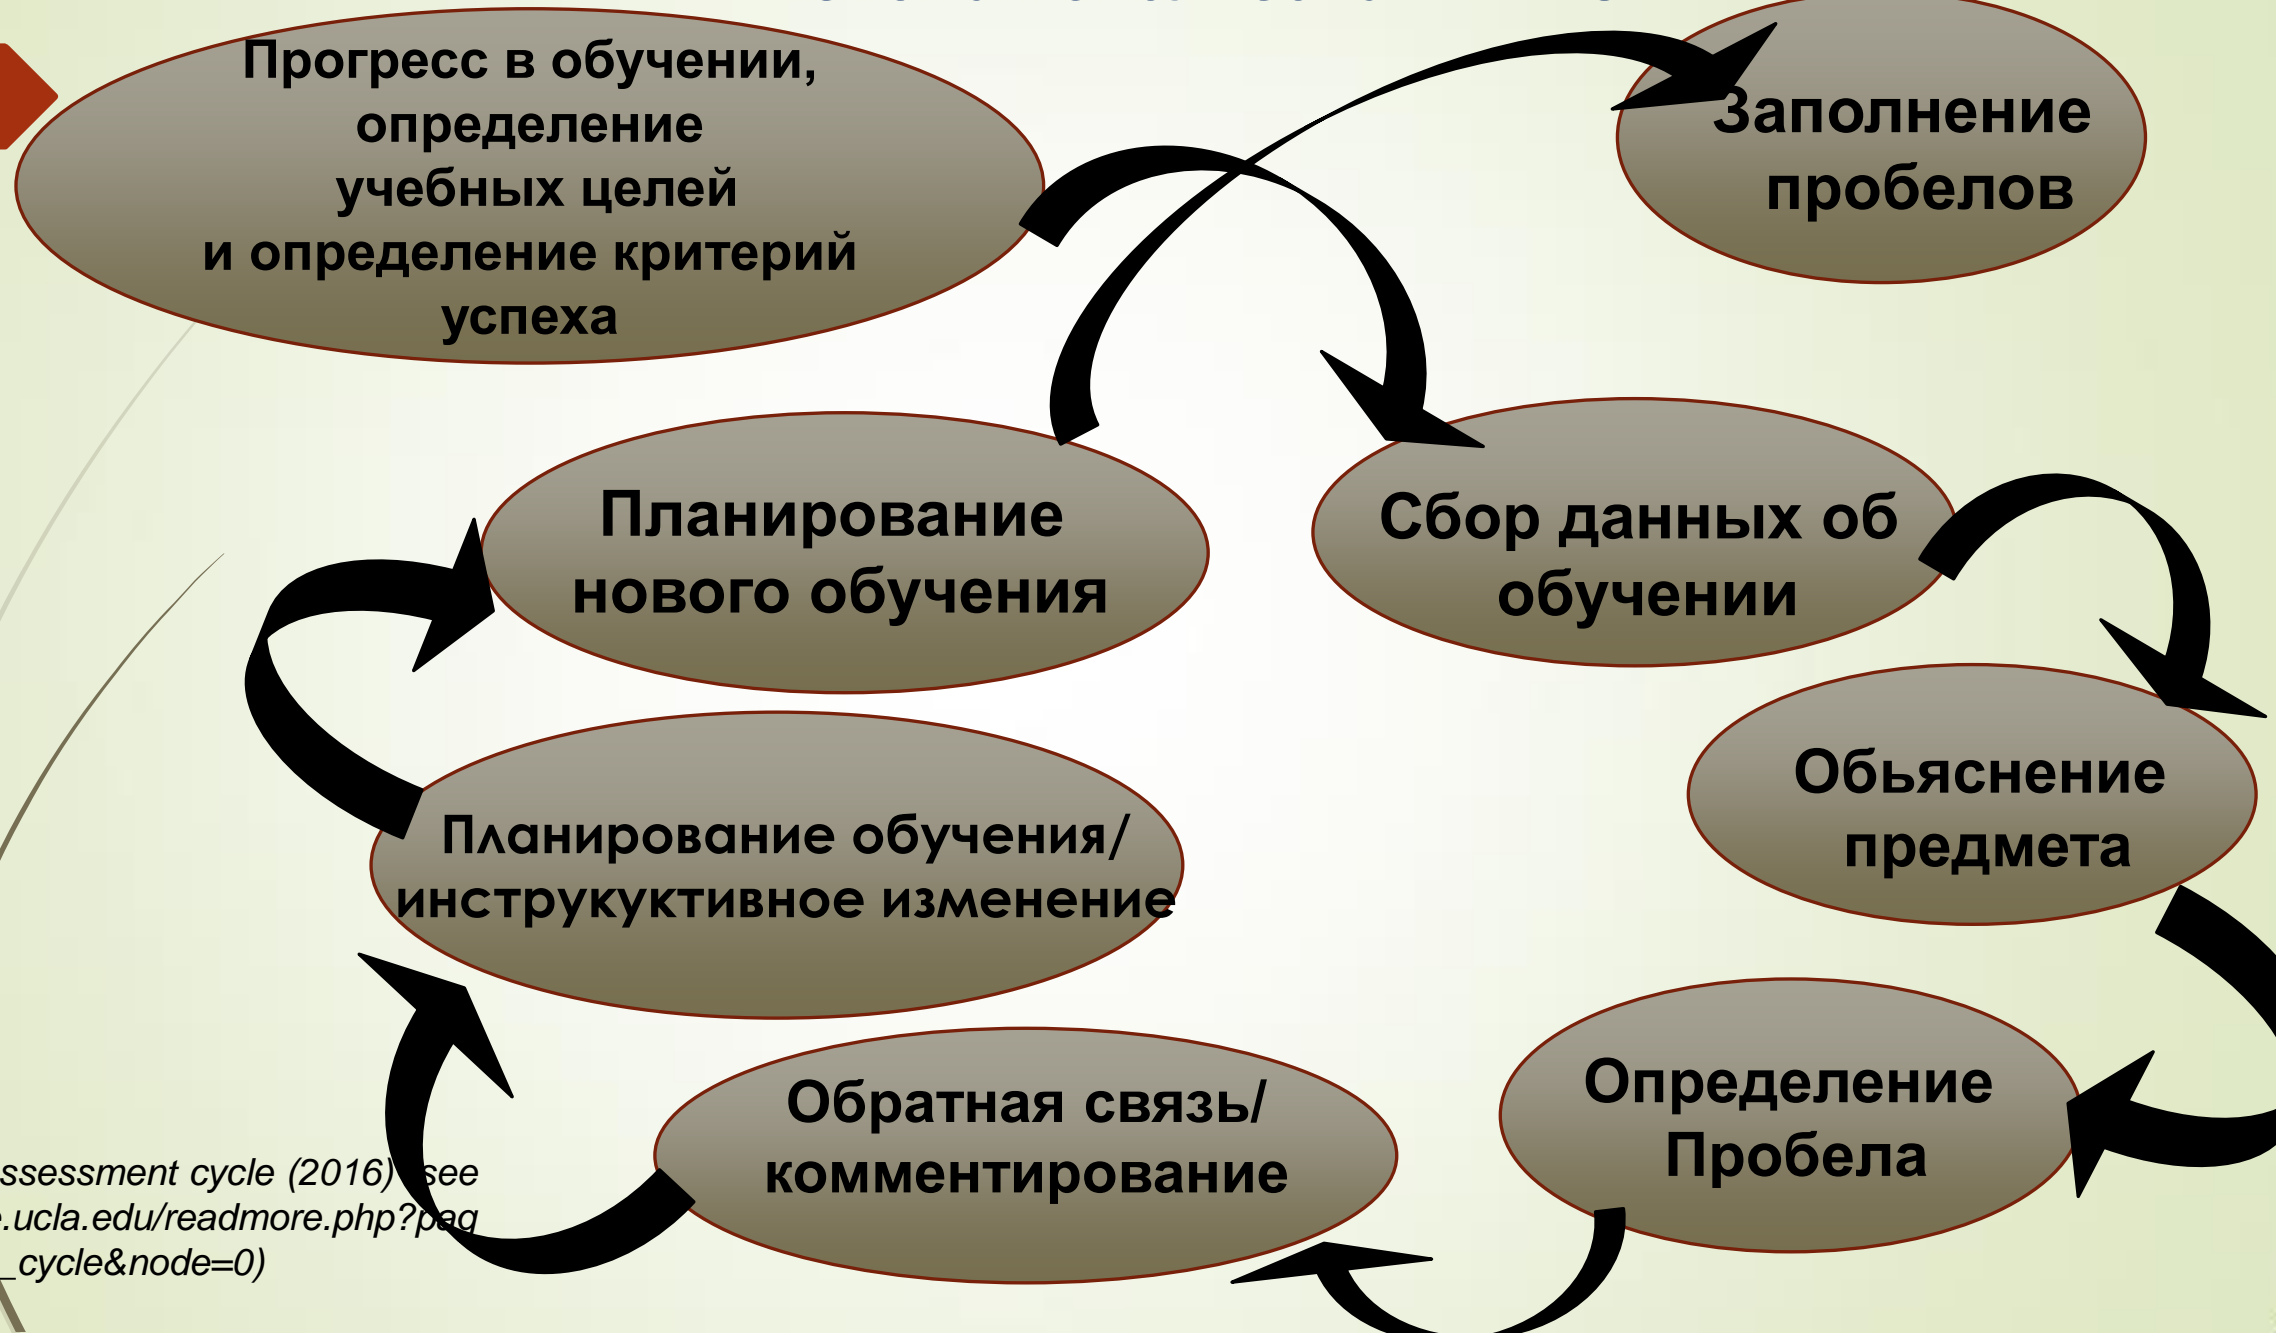 Прогресс в обучении,
определение
учебных целей
и определение критерий
успеха
Заполнение
пробелов
Планирование
нового обучения
Сбор данных об
обучении
Обьяснение
предмета
Планирование обучения/
инструкуктивное изменение
Определение
Пробела
Обратная связь/
комментирование
ssessment cycle (2016) see
e.ucla.edu/readmore.php?pag
_cycle&node=0)